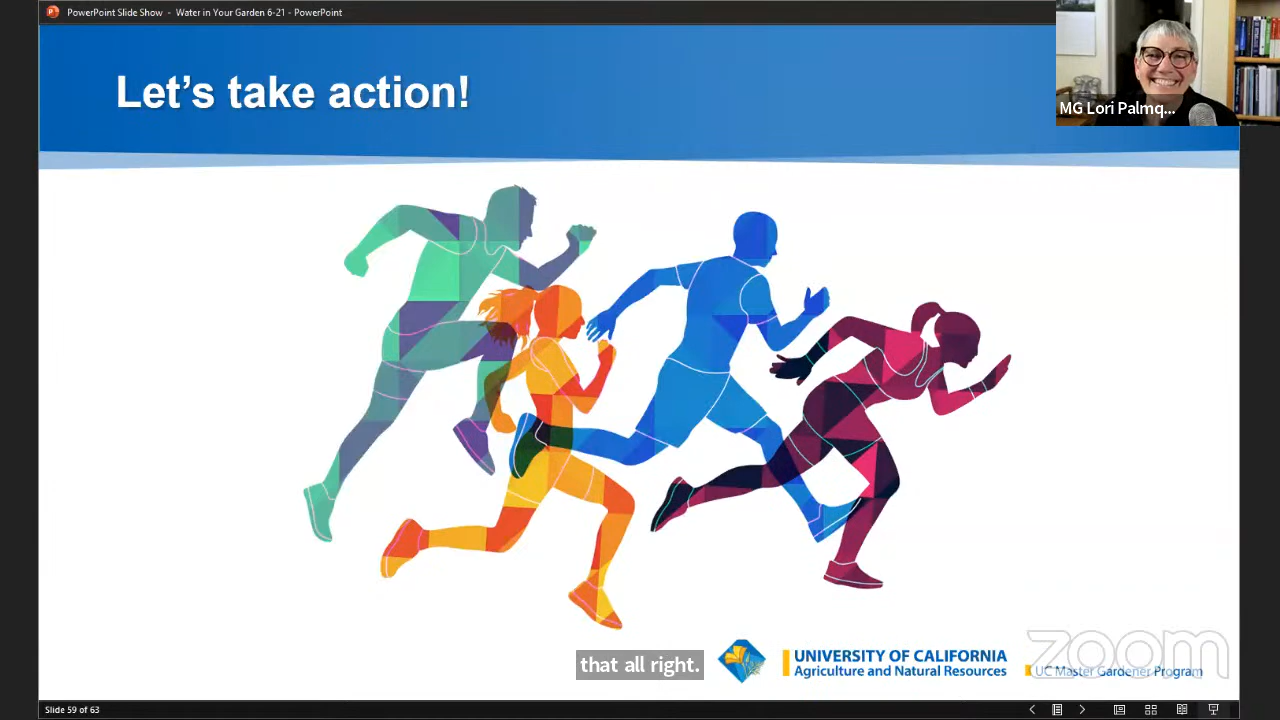 PowerPoint Slide Show - Water in Your Garden 6-21 - PowerPoint
Let's take action!
MG Lori Palmq...
that all right.
UNIVERSITY OF CALIFORNIA
Agriculture and Natural Resources
UC Master Gardener Program
zoom
Slide 59 of 63